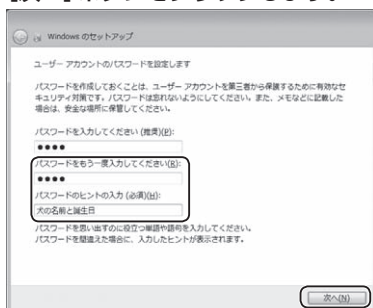 Windows のセットアップ
ユーザー アカウントのパスワードを設定します
パスワードを作成しておくことは、ユーザー アカウントを第三者から保護するために有効なセ
キュリティ対策です。パスワードは忘れないようにしてください。また、メモなどに記載した
場合は、安全な場所に保管してください。
パスワードを入力してください (推奨)(P):
●●●●
パスワードをもう一度入力してください(R):
●●●●
パスワードのヒントの入力 (必須)(H):
犬の名前と誕生日
パスワードを思い出すのに役立つ単語や語句を入力してください。
パスワードを間違えた場合に、入力したヒントが表示されます。
次へ(N)